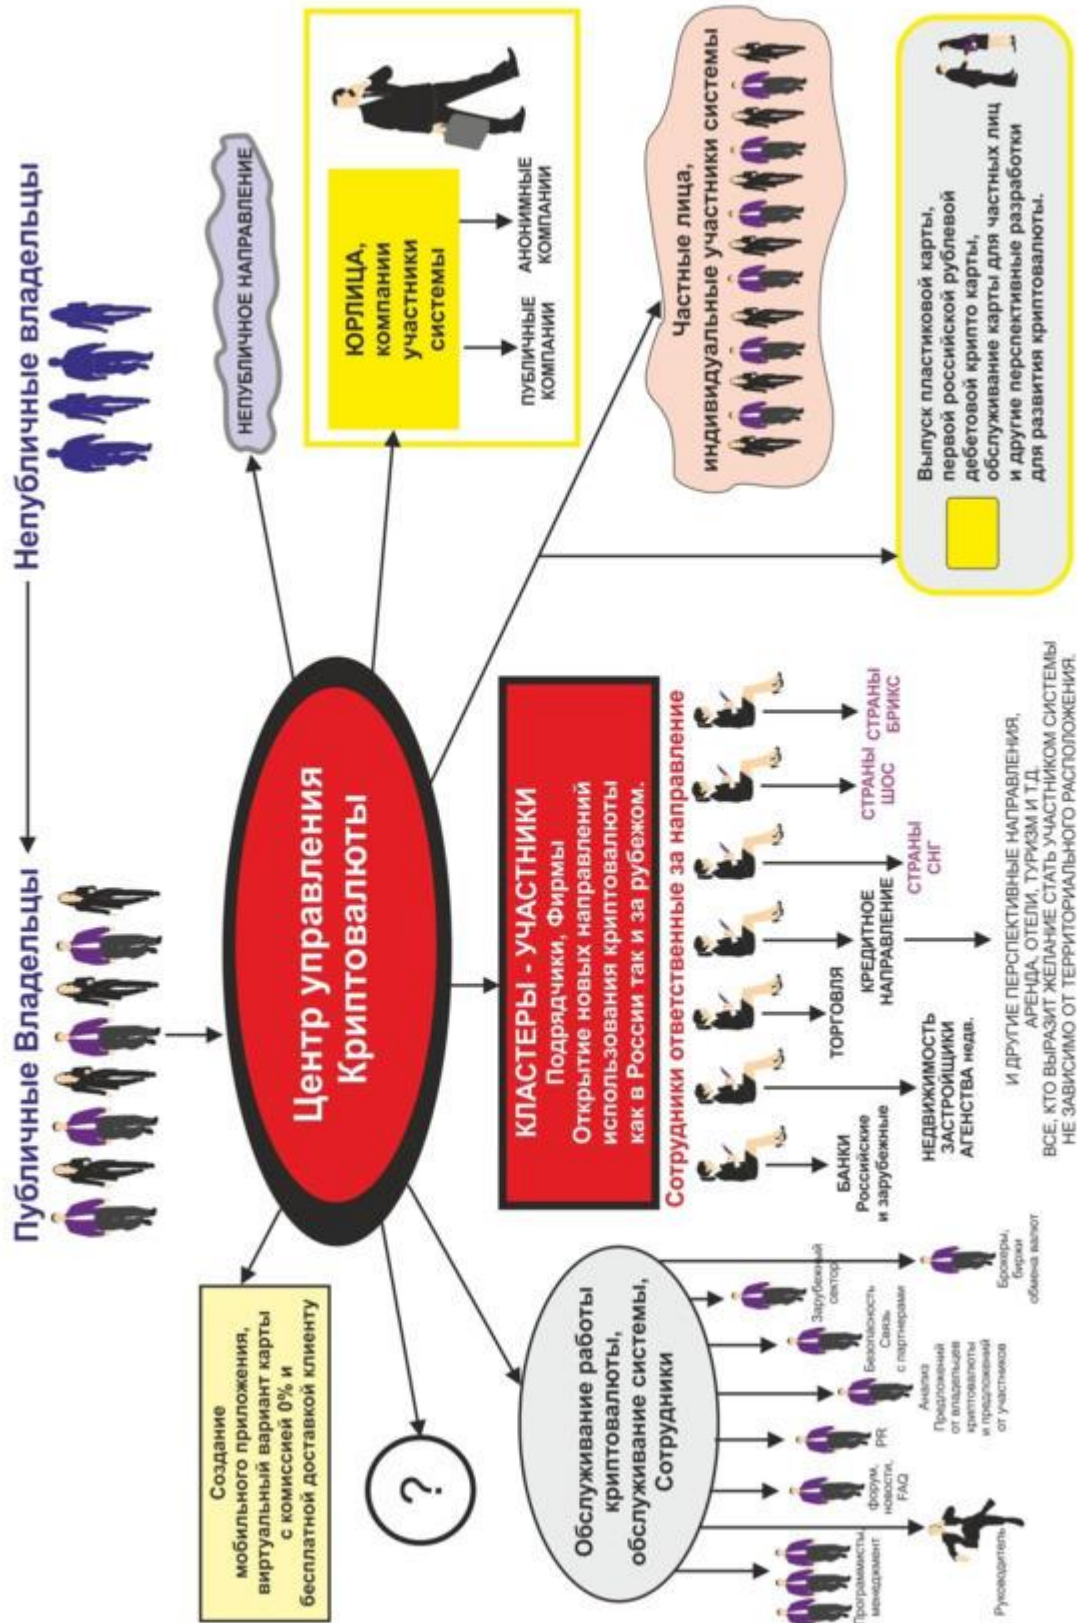 Публичные Владельцы
Непубличные владельцы
Создание
мобильного приложения,
виртуальный вариант карты
с комиссией 0% и
бесплатной доставкой клиенту
Центр управления
Криптовалюты
НЕПУБЛИЧНОЕ НАПРАВЛЕНИЕ
ЮРЛИЦА,
компании
участники
системы
ПУБЛИЧНЫЕ
КОМПАНИИ
АНОНИМНЫЕ
КОМПАНИИ
?
Обслуживание работы
криптовалюты,
обслуживание системы,
Сотрудники
Программисты,
менеджмент
Руководитель
форум,
новости,
FAQ
PR
Анализ
Предложений
от владельцев
криптовалюты
и предложений
от участников
Безопасность
Связь
с партнерами
Зарубежный
сектор
Брокеры,
биржи
обмена валют
КЛАСТЕРЫ - УЧАСТНИКИ
Подрядчики, Фирмы
Открытие новых направлений
использования криптовалюты
как в России так и за рубежом.
Сотрудники ответственные за направление
БАНКИ
Российские
и зарубежные
НЕДВИЖИМОСТЬ
ЗАСТРОЙЩИКИ
АГЕНСТВА недв.
ТОРГОВЛЯ
КРЕДИТНОЕ
НАПРАВЛЕНИЕ
СТРАНЫ
СНГ
СТРАНЫ
ШОС
СТРАНЫ
БРИКС
И ДРУГИЕ ПЕРСПЕКТИВНЫЕ НАПРАВЛЕНИЯ,
АРЕНДА, ОТЕЛИ, ТУРИЗМ И Т.Д.
ВСЕ, КТО ВЫРАЗИТ ЖЕЛАНИЕ СТАТЬ УЧАСТНИКОМ СИСТЕМЫ
НЕ ЗАВИСИМО ОТ ТЕРРИТОРИАЛЬНОГО РАСПОЛОЖЕНИЯ.
Частные лица,
индивидуальные участники системы
Выпуск пластиковой карты,
первой российской рублевой
дебетовой крипто карты,
обслуживание карты для частных лиц
и другие перспективные разработки
для развития криптовалюты.